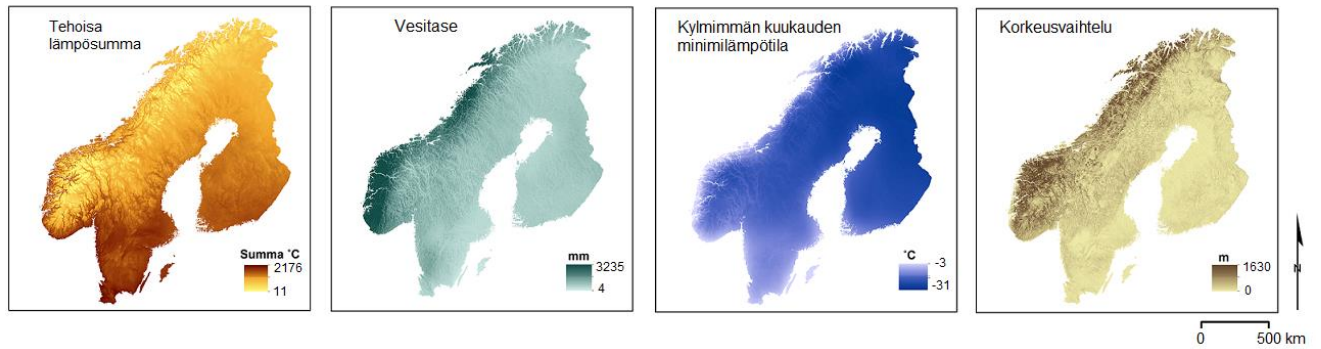 Tehoisa
lämpösumma
Summa °C
2176
11
Vesitase
mm
3235
4
Kylmimmän kuukauden
minimilämpötila
°C
-3
-31
Korkeusvaihtelu
m
1630
0
N
0 500 km